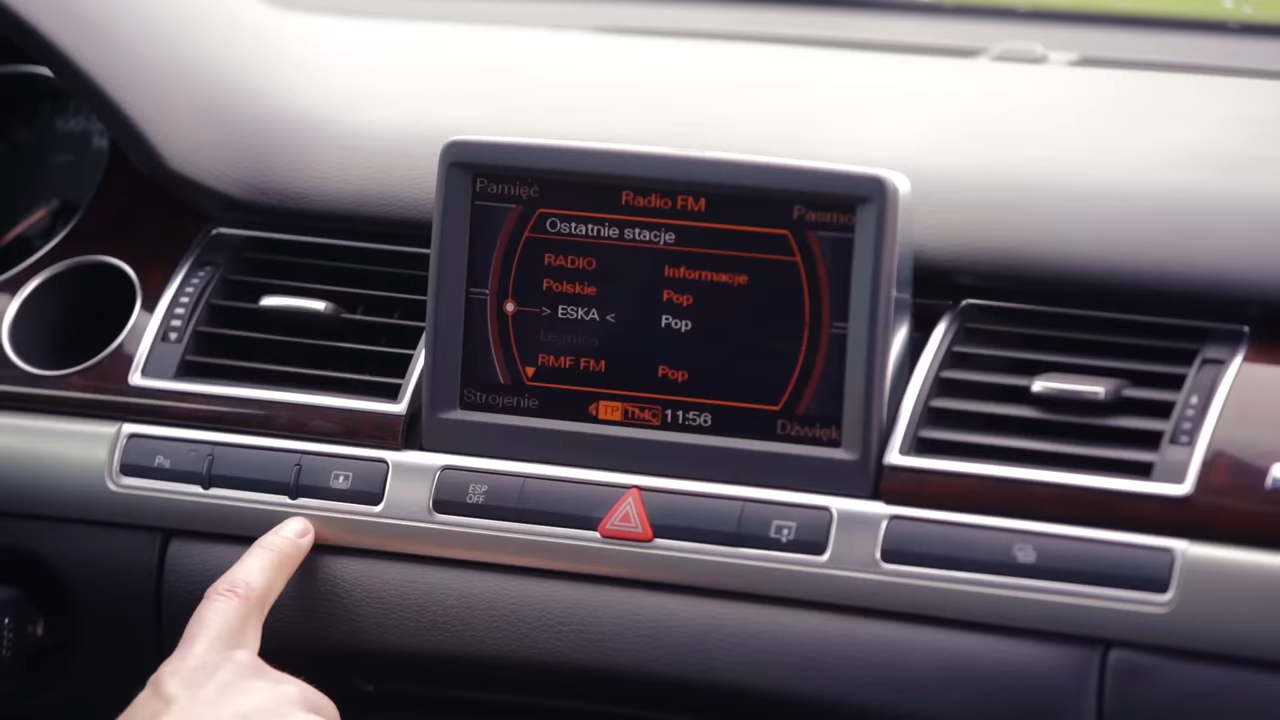 Pamięć
Radio FM
Pasmo
Ostatnie stacje
RADIO Informacje
Polskie Pop
> ESKA < Pop
Legnica
RMF FM Pop
Strojenie
TP TMC 11:56
Dźwięk
P
ESP
OFF